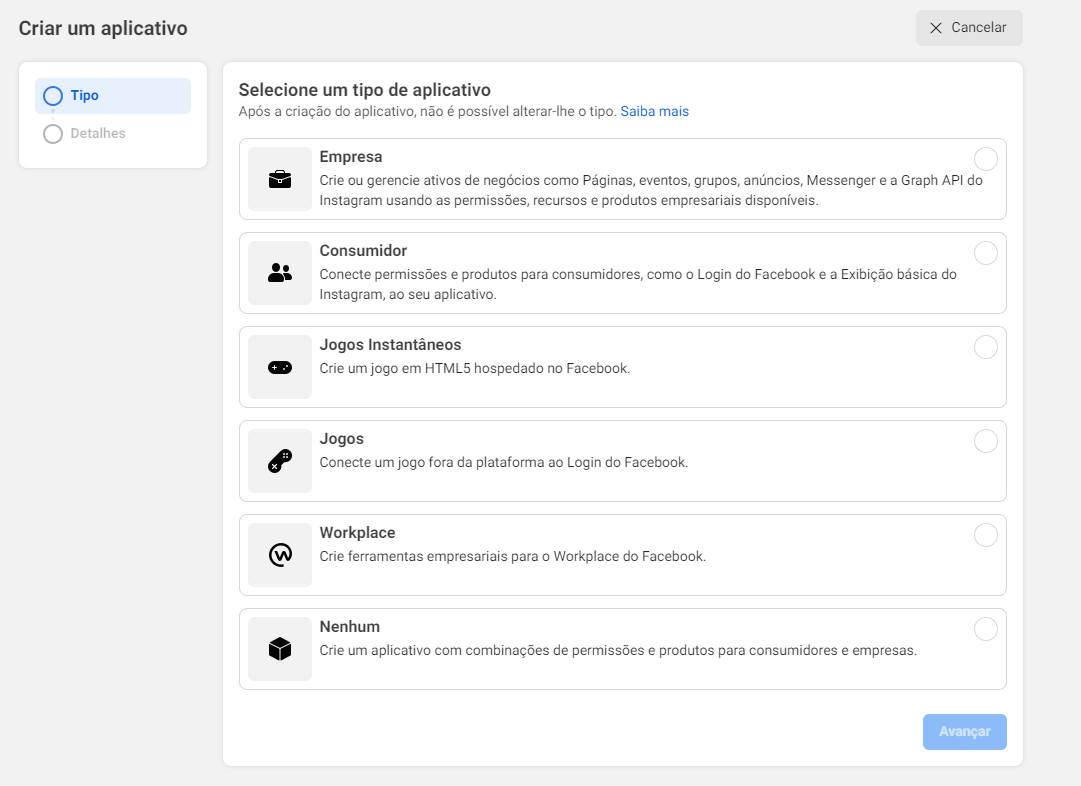 Criar um aplicativo
Cancelar
Tipo
Detalhes
Selecione um tipo de aplicativo
Após a criação do aplicativo, não é possível alterar-lhe o tipo. Saiba mais
Empresa
Crie ou gerencie ativos de negócios como Páginas, eventos, grupos, anúncios, Messenger e a Graph API do
Instagram usando as permissões, recursos e produtos empresariais disponíveis.
Consumidor
Conecte permissões e produtos para consumidores, como o Login do Facebook e a Exibição básica do
Instagram, ao seu aplicativo.
Jogos Instantâneos
Crie um jogo em HTML5 hospedado no Facebook.
Jogos
Conecte um jogo fora da plataforma ao Login do Facebook.
Workplace
Crie ferramentas empresariais para o Workplace do Facebook.
Nenhum
Crie um aplicativo com combinações de permissões e produtos para consumidores e empresas.
Avançar